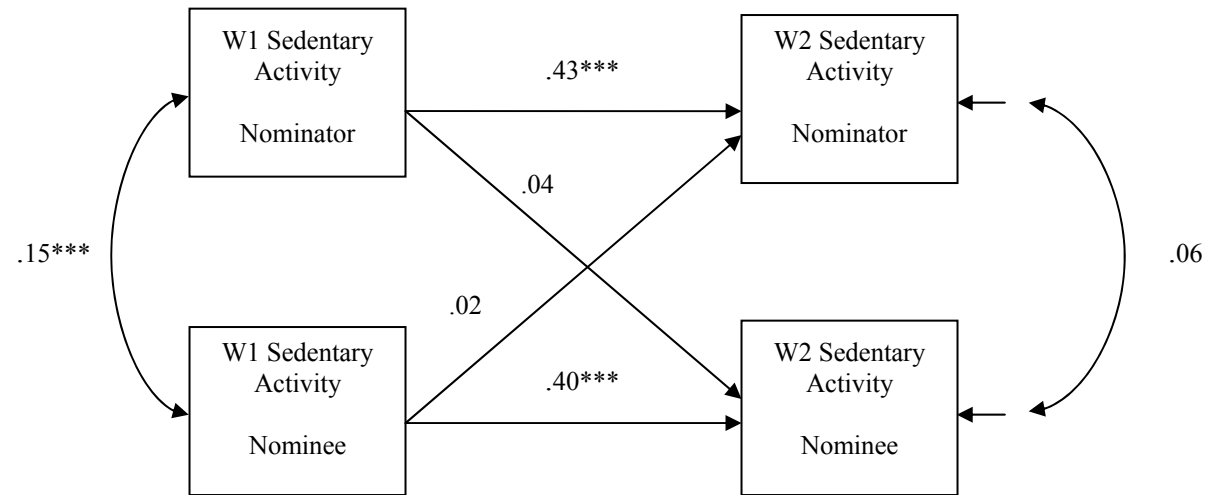 W1 Sedentary
Activity
Nominator
.43***
W2 Sedentary
Activity
Nominator
.04
.15***
.06
.02
W1 Sedentary
Activity
Nominee
.40***
W2 Sedentary
Activity
Nominee